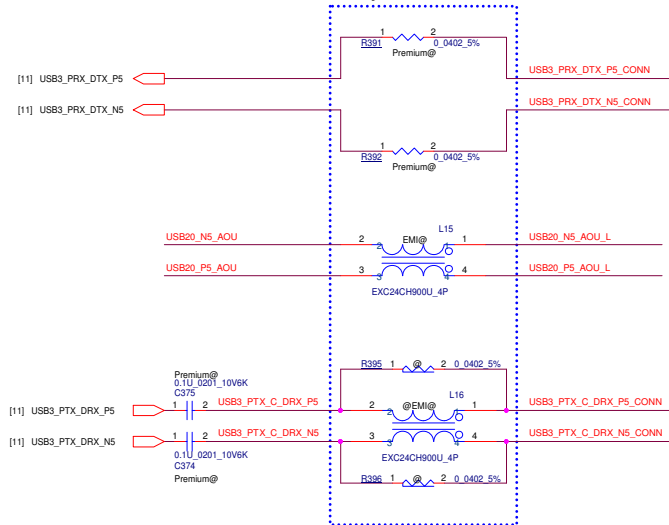 1 2
R391 0_0402_5%
Premium@
[11] USB3_PRX_DTX_P5 USB3_PRX_DTX_P5_CONN
[11] USB3_PRX_DTX_N5 USB3_PRX_DTX_N5_CONN
1 2
R392 0_0402_5%
Premium@
L15
USB20_N5_AOU 2 2 EMI@ 1 1 USB20_N5_AOU_L
USB20_P5_AOU 3 3 4 4 USB20_P5_AOU_L
EXC24CH900U_4P
R395 1 @ 2 0_0402_5%
Premium@
0.1U_0201_10V6K
C375
L16
[11] USB3_PTX_DRX_P5 1 2 USB3_PTX_C_DRX_P5 2 2 @EMI@ 1 1 USB3_PTX_C_DRX_P5_CONN
[11] USB3_PTX_DRX_N5 1 2 USB3_PTX_C_DRX_N5 3 3 4 4 USB3_PTX_C_DRX_N5_CONN
0.1U_0201_10V6K
C374
EXC24CH900U_4P
Premium@
R396 1 @ 2 0_0402_5%